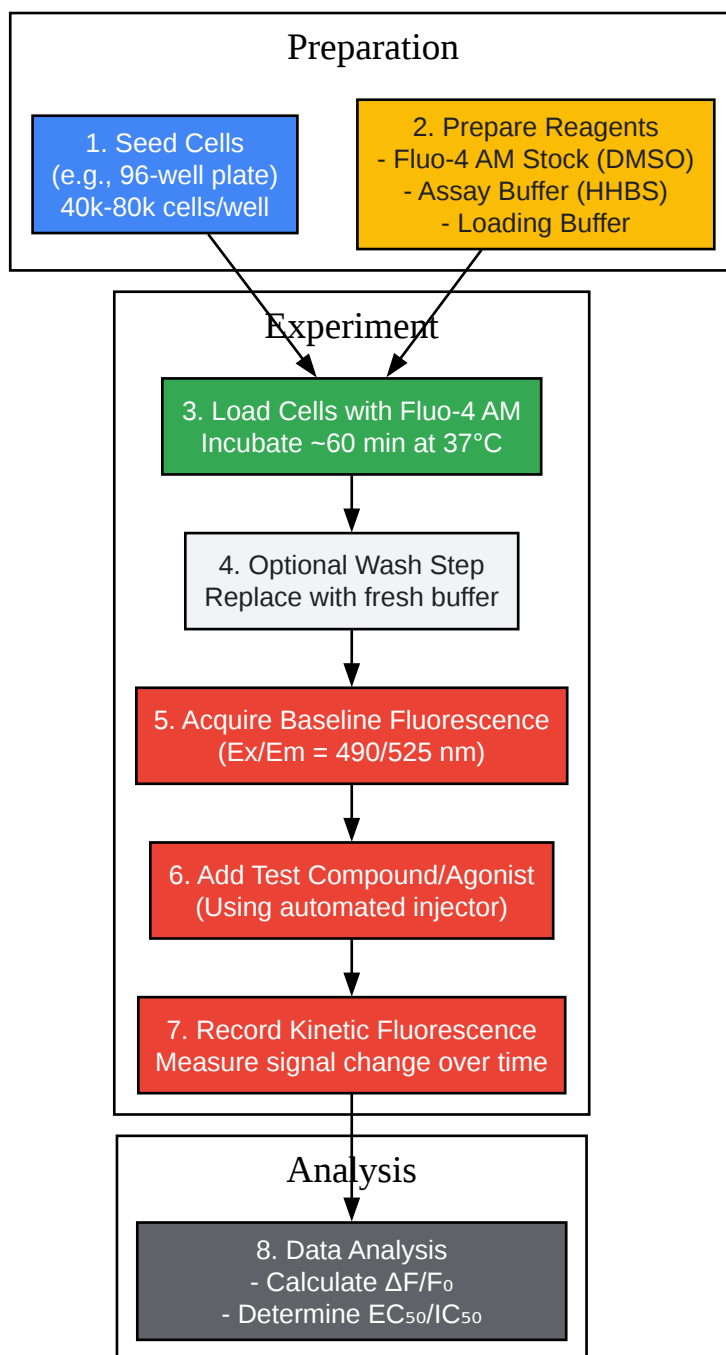 Preparation
1. Seed Cells
(e.g., 96-well plate)
40k-80k cells/well
2. Prepare Reagents
- Fluo-4 AM Stock (DMSO)
- Assay Buffer (HHBS)
- Loading Buffer
Experiment
3. Load Cells with Fluo-4 AM
Incubate ~60 min at 37°C
4. Optional Wash Step
Replace with fresh buffer
5. Acquire Baseline Fluorescence
(Ex/Em = 490/525 nm)
6. Add Test Compound/Agonist
(Using automated injector)
7. Record Kinetic Fluorescence
Measure signal change over time
Analysis
8. Data Analysis
- Calculate ΔF/F₀
- Determine EC₅₀/IC₅₀